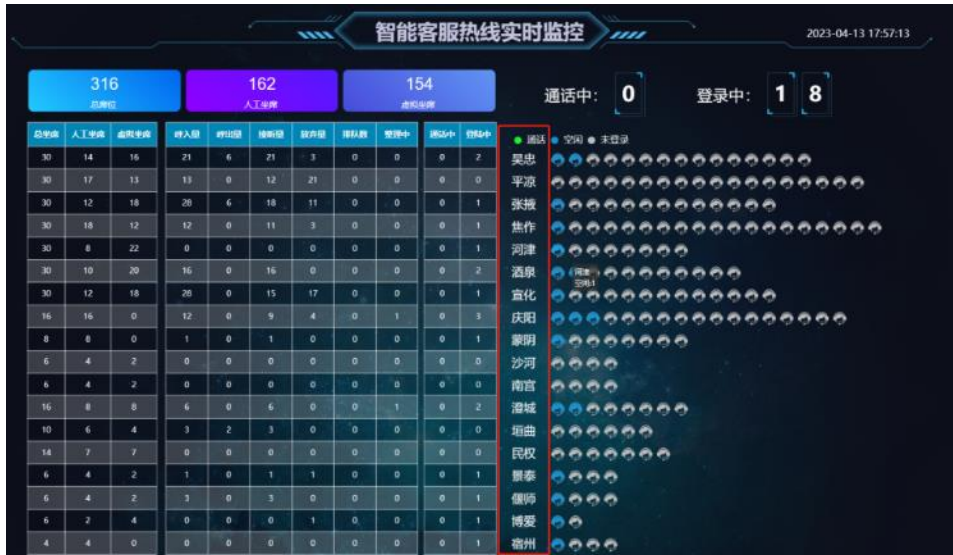 智能客服热线实时监控
2023-04-13 17:57:13
316
总席位
162
人工坐席
154
虚拟坐席
通话中: 0
登录中: 1 8
总坐席 人工坐席 虚拟坐席 呼入量 呼出量 接听量 放弃量 排队数 整理中 通话中 登陆中
通话 空闲 未登录
30 14 16 21 6 21 3 0 0 0 2 吴忠
30 17 13 13 0 12 21 0 0 0 0 平凉
30 12 18 28 6 18 11 0 0 0 1 张掖
30 18 12 12 0 11 3 0 0 0 1 焦作
30 8 22 0 0 0 0 0 0 0 1 河津
30 10 20 16 0 16 0 0 0 0 2 酒泉
河津
空闲:1
30 12 18 28 0 15 17 0 0 0 1 宣化
16 16 0 12 0 9 4 0 1 0 3 庆阳
8 8 0 1 0 1 0 0 0 0 1 蒙阴
6 4 2 0 0 0 0 0 0 0 0 沙河
6 4 2 0 0 0 0 0 0 0 0 南宫
16 8 8 6 0 6 0 0 1 0 2 澄城
10 6 4 3 2 3 0 0 0 0 0 垣曲
14 7 7 0 0 0 0 0 0 0 0 民权
6 4 2 1 0 1 1 0 0 0 1 景泰
6 4 2 3 0 3 0 0 0 0 1 偃师
6 2 4 0 0 0 1 0 0 0 1 博爱
4 4 0 0 0 0 0 0 0 0 1 宿州